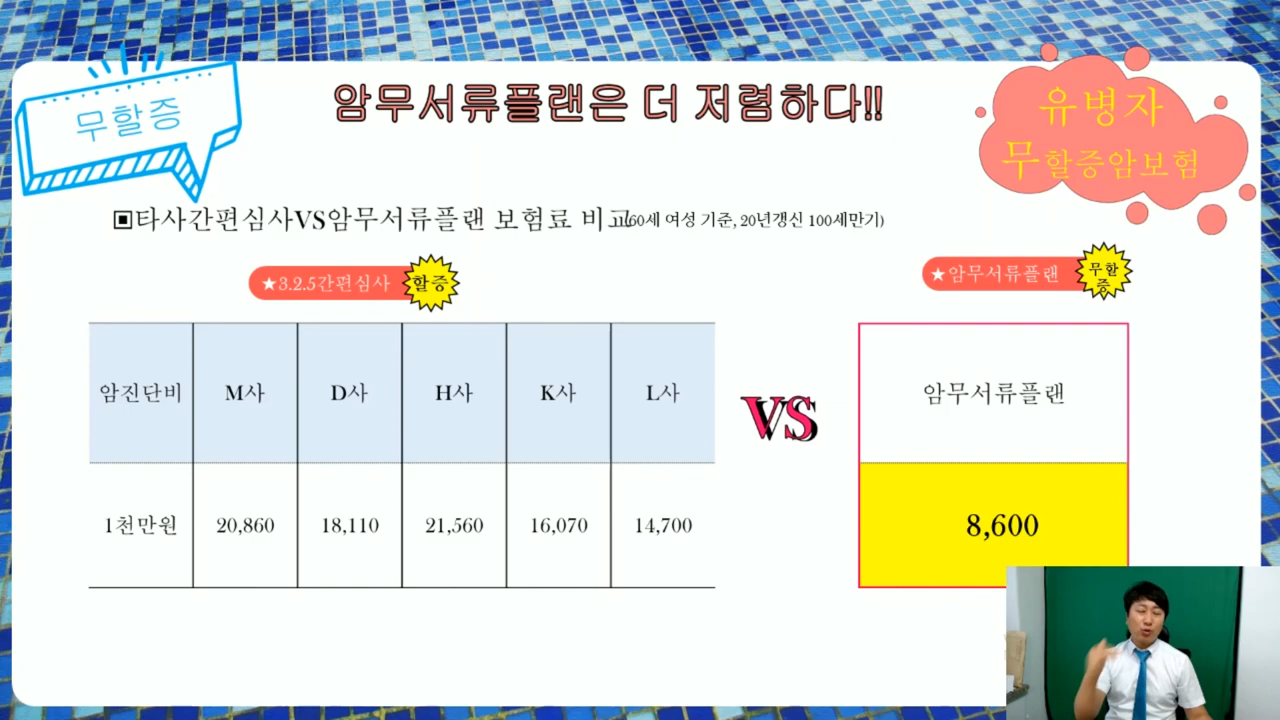 무할증
암무서류플랜은 더 저렴하다!!
유병자
무할증암보험
▣타사간편심사VS암무서류플랜 보험료 비교(60세 여성 기준, 20년갱신 100세만기)
★3.2.5간편심사
할증
★암무서류플랜
무할
증
암진단비 M사 D사 H사 K사 L사
1천만원 20,860 18,110 21,560 16,070 14,700
VS
암무서류플랜
8,600